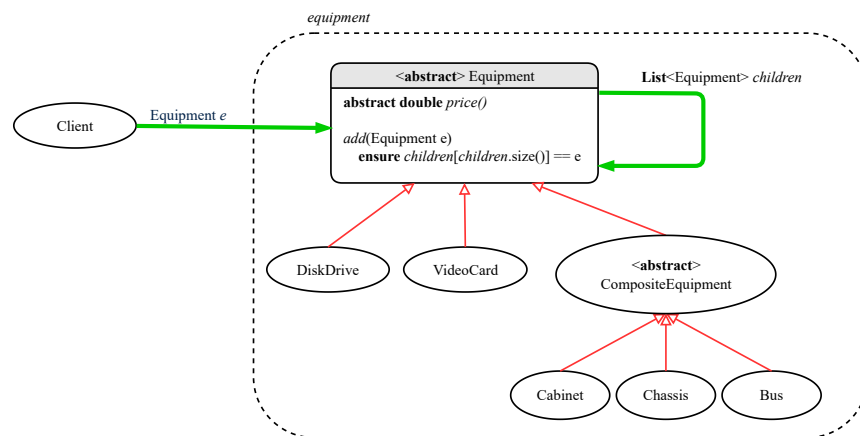 equipment
<abstract> Equipment
abstract double price()
add(Equipment e)
ensure children[children.size()] == e
List<Equipment> children
Client
Equipment e
DiskDrive
VideoCard
<abstract>
CompositeEquipment
Cabinet
Chassis
Bus